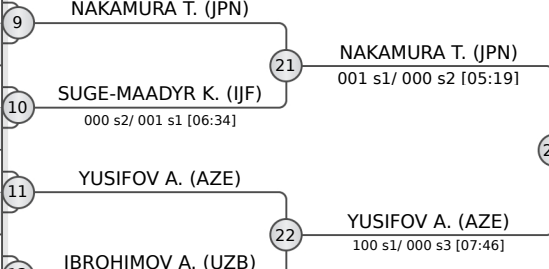 NAKAMURA T. (JPN)
9
21
NAKAMURA T. (JPN)
001 s1/ 000 s2 [05:19]
SUGE-MAADYR K. (IJF)
10
000 s2/ 001 s1 [06:34]
YUSIFOV A. (AZE)
11
22
YUSIFOV A. (AZE)
100 s1/ 000 s3 [07:46]
IBROHIMOV A. (UZB)